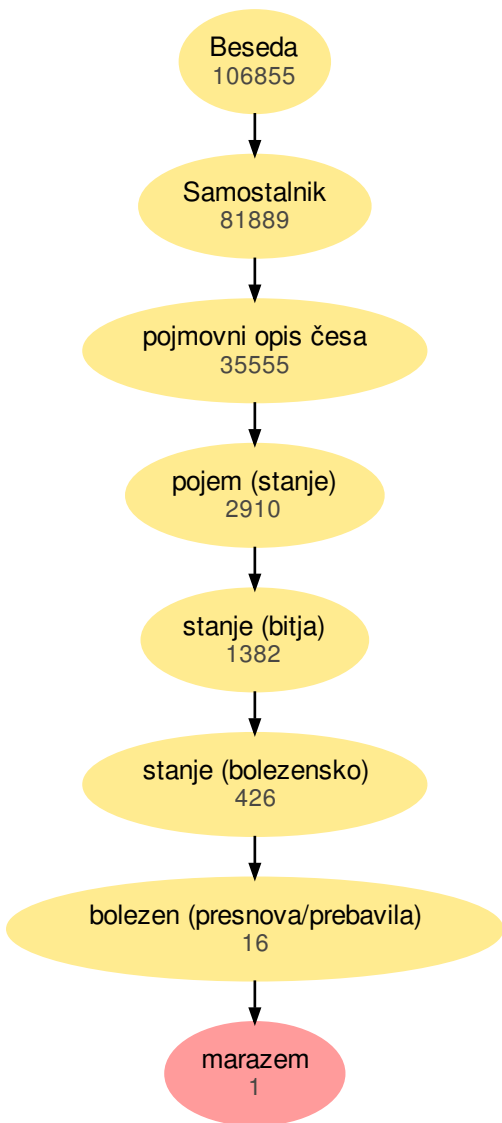 Beseda
106855
Samostalnik
81889
pojmovni opis česa
35555
pojem (stanje)
2910
stanje (bitja)
1382
stanje (bolezensko)
426
bolezen (presnova/prebavila)
16
marazem
1